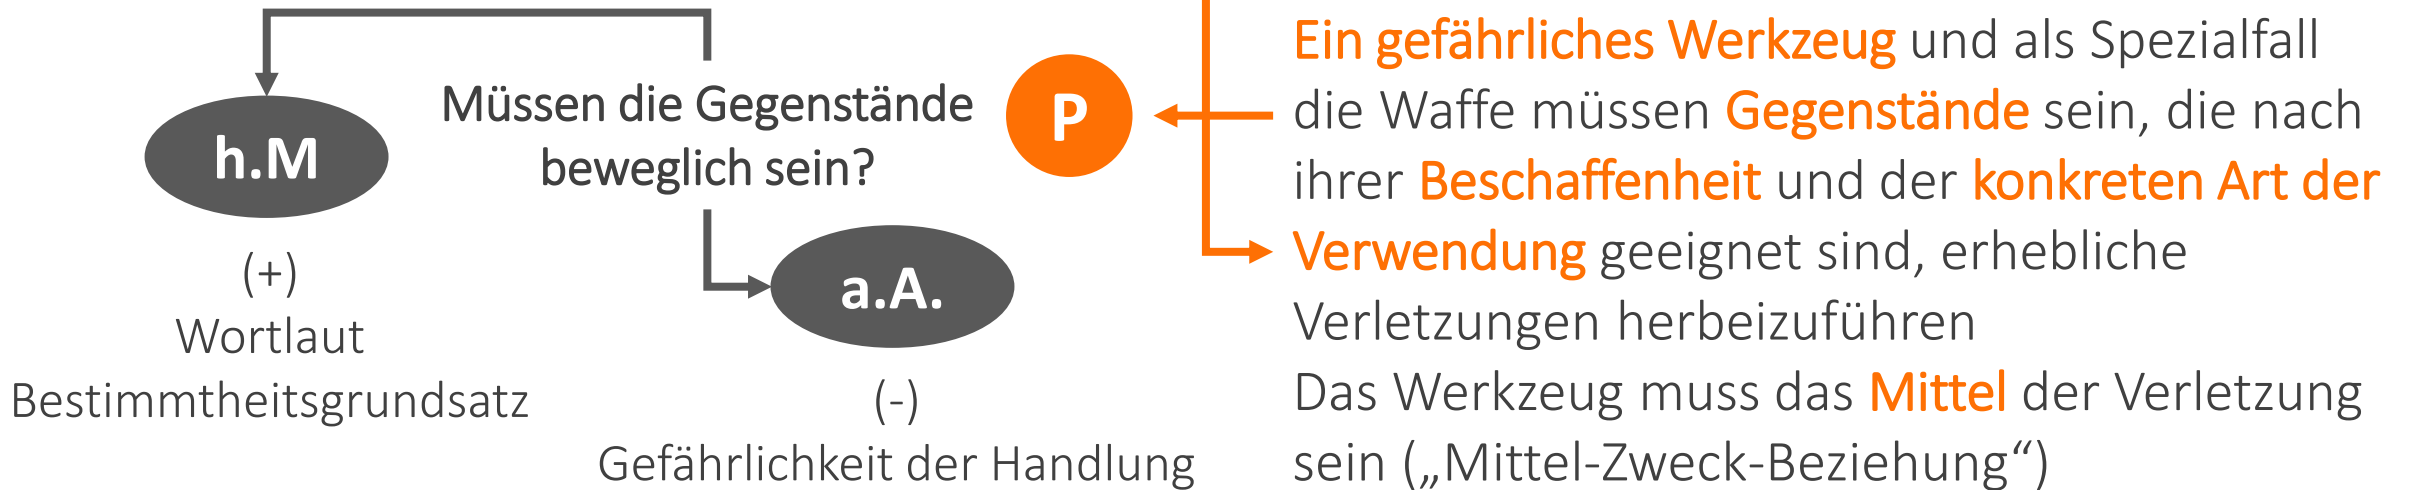 Müssen die Gegenstände
beweglich sein?
h.M
(+)
Wortlaut
Bestimmtheitsgrundsatz
a.A.
(-)
Gefährlichkeit der Handlung
P
Ein gefährliches Werkzeug und als Spezialfall
die Waffe müssen Gegenstände sein, die nach
ihrer Beschaffenheit und der konkreten Art der
Verwendung geeignet sind, erhebliche
Verletzungen herbeizuführen
Das Werkzeug muss das Mittel der Verletzung
sein („Mittel-Zweck-Beziehung“)